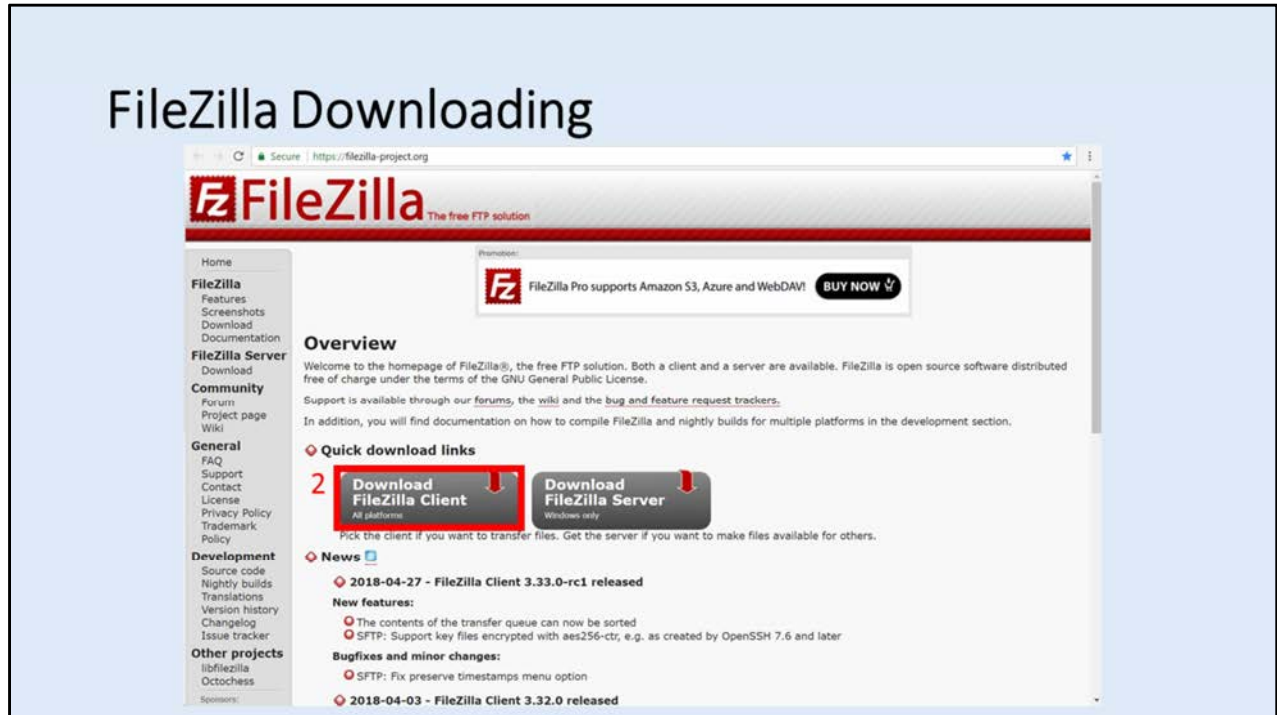 FileZilla Downloading
Secure | https://filezilla-project.org
FZ FileZilla The free FTP solution
Home
FileZilla
Features
Screenshots
Download
Documentation
FileZilla Server
Download
Community
Forum
Project page
Wiki
General
FAQ
Support
Contact
License
Privacy Policy
Trademark
Policy
Development
Source code
Nightly builds
Translations
Version history
Changelog
Issue tracker
Other projects
libfilezilla
Octochess
Sponsors:
Promotion:
FZ FileZilla Pro supports Amazon S3, Azure and WebDAV! BUY NOW
Overview
Welcome to the homepage of FileZilla®, the free FTP solution. Both a client and a server are available. FileZilla is open source software distributed
free of charge under the terms of the GNU General Public License.
Support is available through our forums, the wiki and the bug and feature request trackers.
In addition, you will find documentation on how to compile FileZilla and nightly builds for multiple platforms in the development section.
Quick download links
2
Download
FileZilla Client
All platforms
Download
FileZilla Server
Windows only
Pick the client if you want to transfer files. Get the server if you want to make files available for others.
News
2018-04-27 - FileZilla Client 3.33.0-rc1 released
New features:
The contents of the transfer queue can now be sorted
SFTP: Support key files encrypted with aes256-ctr, e.g. as created by OpenSSH 7.6 and later
Bugfixes and minor changes:
SFTP: Fix preserve timestamps menu option
2018-04-03 - FileZilla Client 3.32.0 released